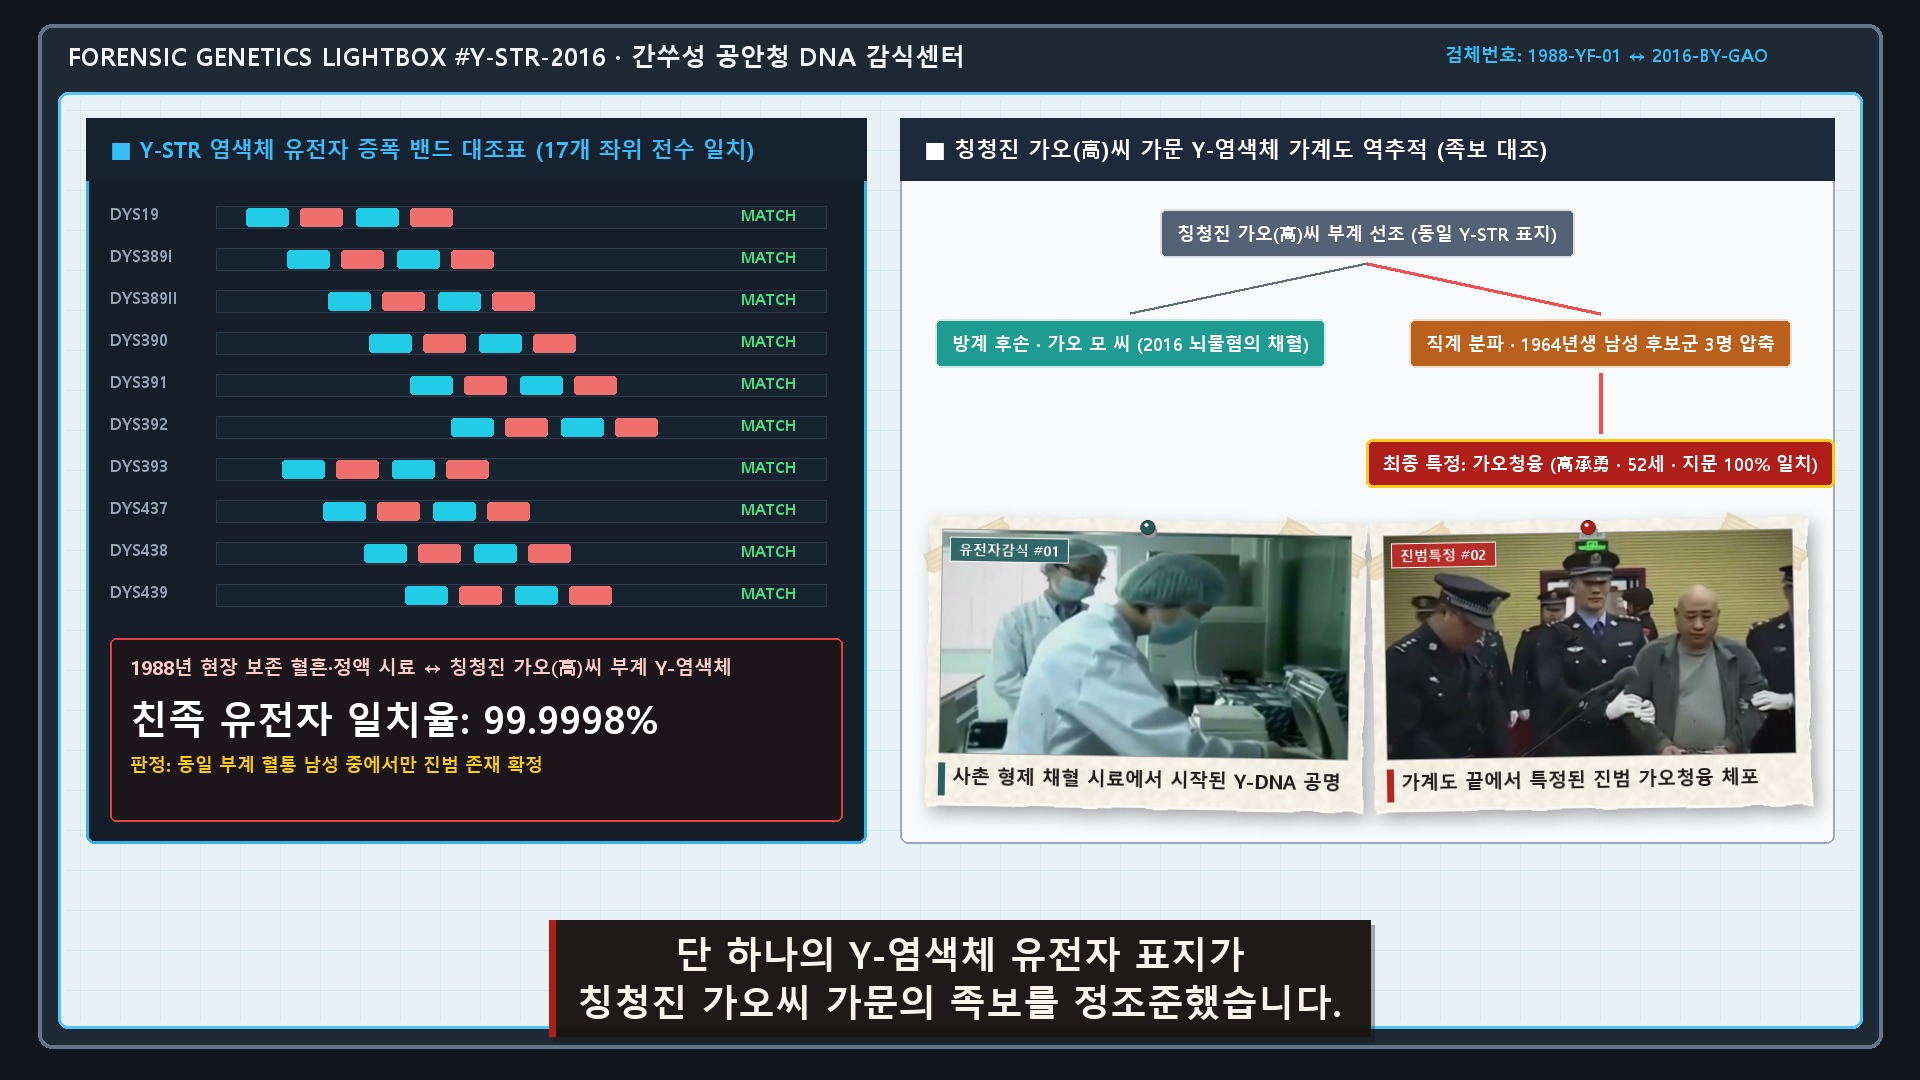 FORENSIC GENETICS LIGHTBOX #Y-STR-2016 · 간쑤성 공안청 DNA 감식센터
검체번호: 1988-YF-01 ↔ 2016-BY-GAO
■ Y-STR 염색체 유전자 증폭 밴드 대조표 (17개 좌위 전수 일치)
DYS19 MATCH
DYS389I MATCH
DYS389II MATCH
DYS390 MATCH
DYS391 MATCH
DYS392 MATCH
DYS393 MATCH
DYS437 MATCH
DYS438 MATCH
DYS439 MATCH
1988년 현장 보존 혈흔·정액 시료 ↔ 칭청진 가오(高)씨 부계 Y-염색체
친족 유전자 일치율: 99.9998%
판정: 동일 부계 혈통 남성 중에서만 진범 존재 확정
■ 칭청진 가오(高)씨 가문 Y-염색체 가계도 역추적 (족보 대조)
칭청진 가오(高)씨 부계 선조 (동일 Y-STR 표지)
방계 후손 · 가오 모 씨 (2016 뇌물혐의 채혈)
직계 분파 · 1964년생 남성 후보군 3명 압축
최종 특정: 가오청융 (高承勇 · 52세 · 지문 100% 일치)
유전자감식 #01
사촌 형제 채혈 시료에서 시작된 Y-DNA 공명
진범특정 #02
가계도 끝에서 특정된 진범 가오청융 체포
단 하나의 Y-염색체 유전자 표지가
칭청진 가오씨 가문의 족보를 정조준했습니다.